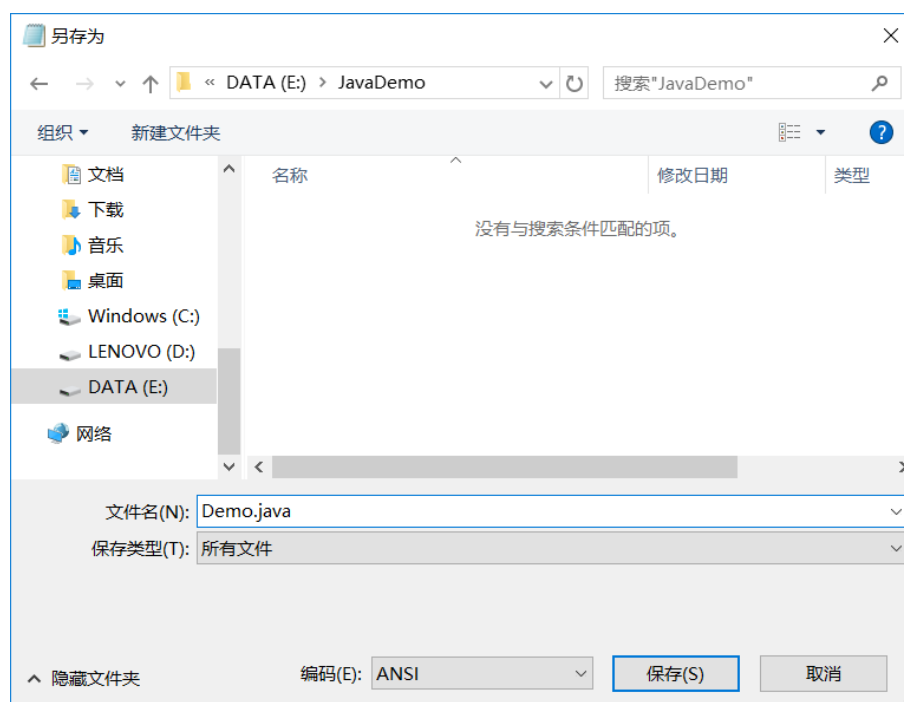 另存为
« DATA (E:) > JavaDemo
搜索"JavaDemo"
组织
新建文件夹
文档
下载
音乐
桌面
Windows (C:)
LENOVO (D:)
DATA (E:)
网络
名称
修改日期
类型
没有与搜索条件匹配的项。
文件名(N): Demo.java
保存类型(T): 所有文件
隐藏文件夹
编码(E): ANSI
保存(S)
取消